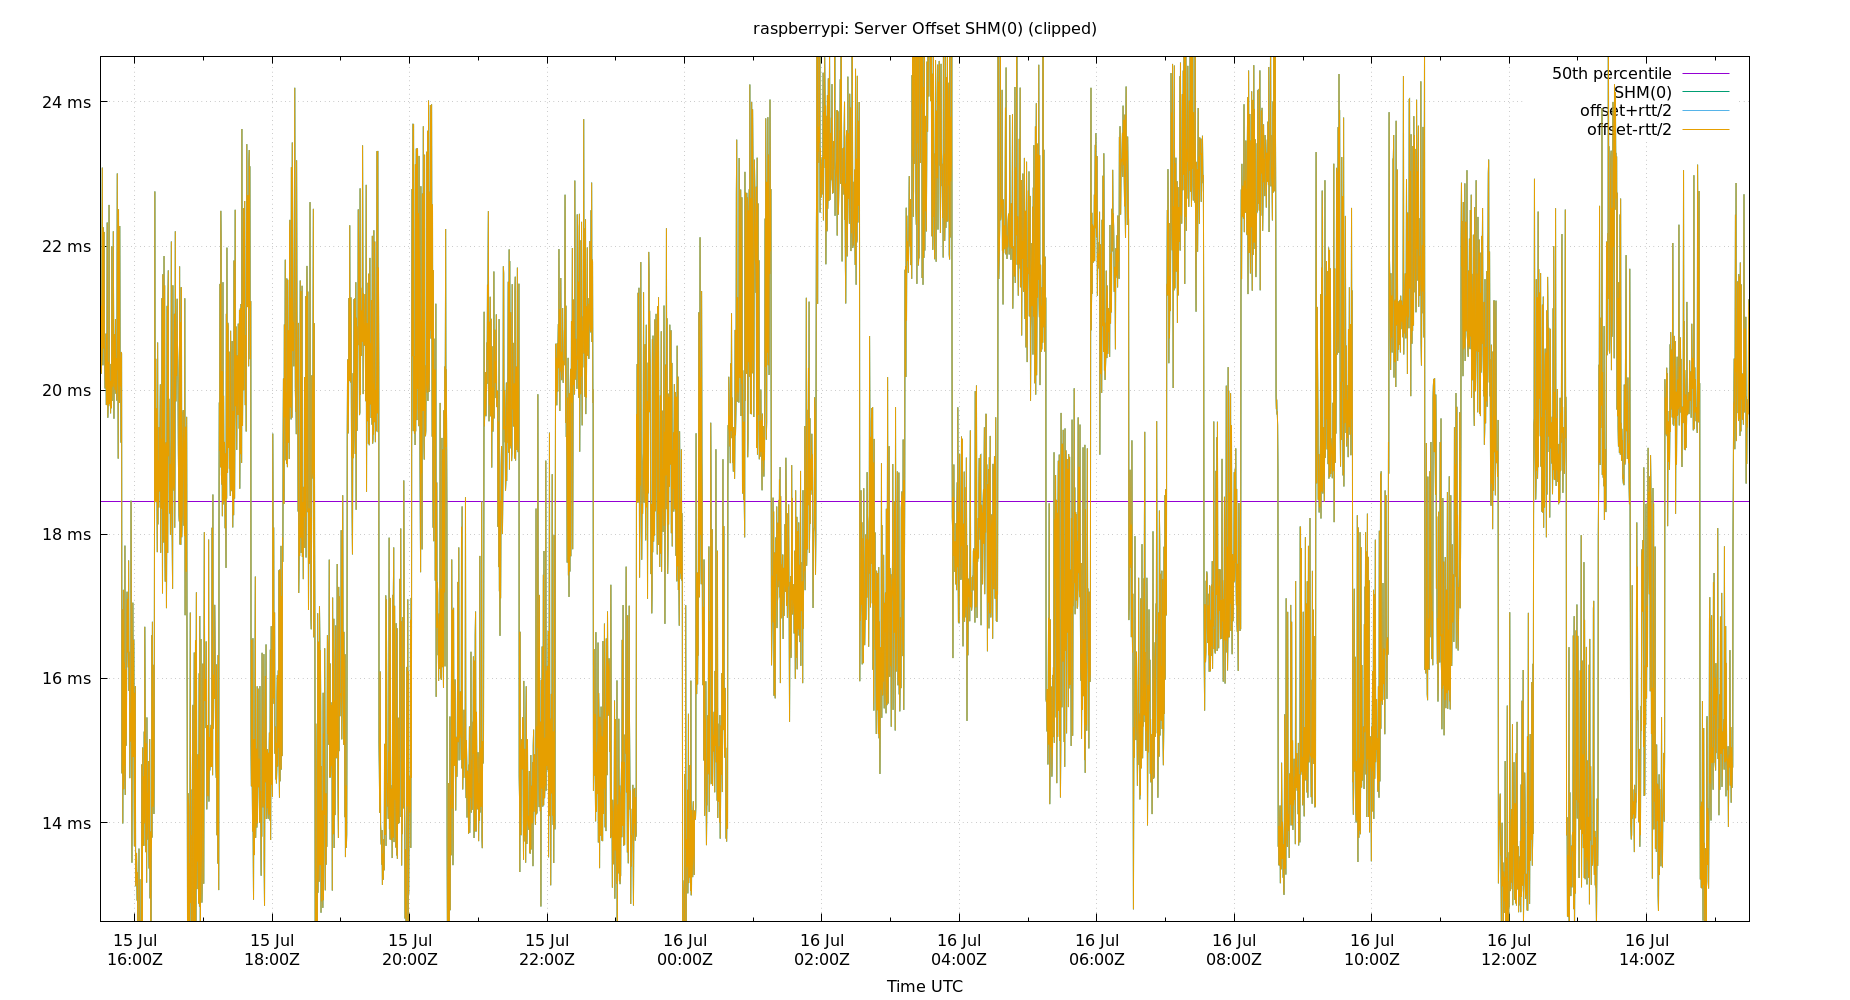 raspberrypi: Server Offset SHM(0) (clipped)
50th percentile
SHM(0)
offset+rtt/2
offset-rtt/2
24 ms
22 ms
20 ms
18 ms
16 ms
14 ms
15 Jul 15 Jul 15 Jul 15 Jul 16 Jul 16 Jul 16 Jul 16 Jul 16 Jul 16 Jul 16 Jul 16 Jul
16:00Z 18:00Z 20:00Z 22:00Z 00:00Z 02:00Z 04:00Z 06:00Z 08:00Z 10:00Z 12:00Z 14:00Z
Time UTC